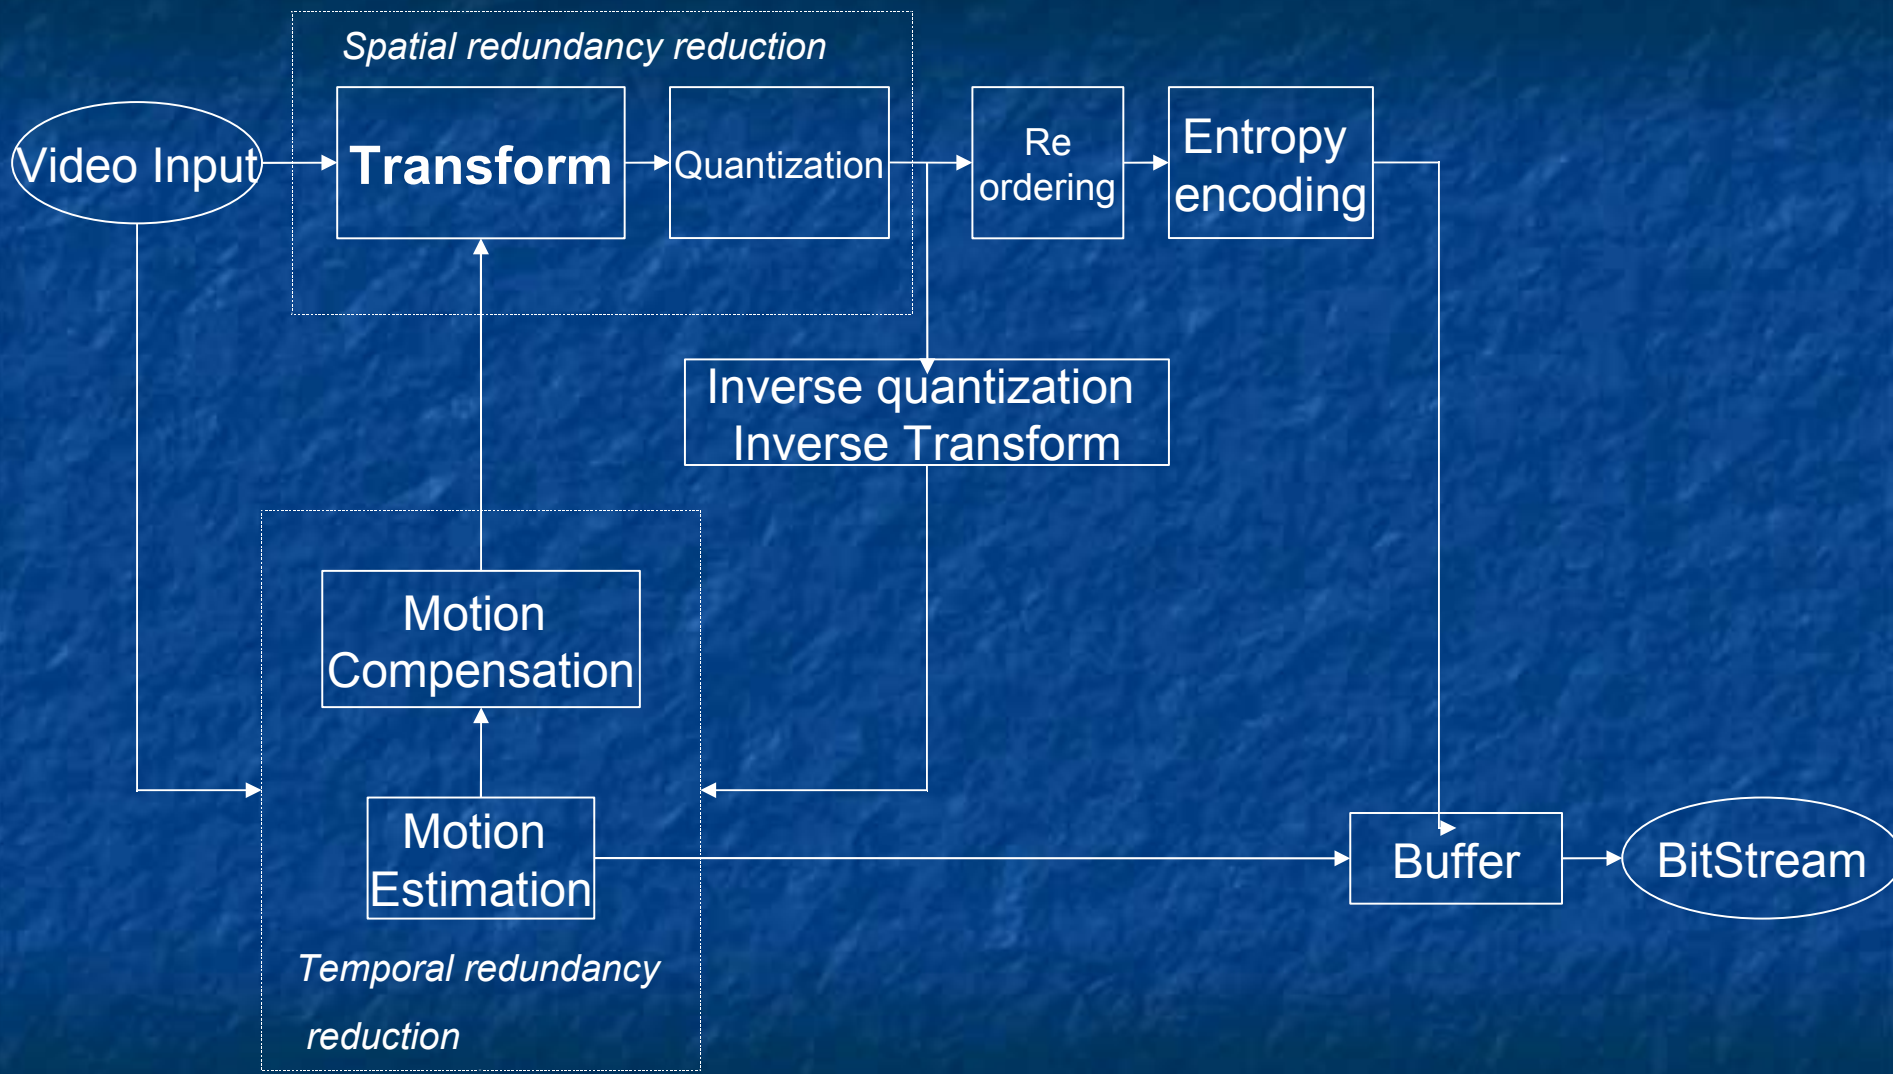 Spatial redundancy reduction
Video Input
Transform
Quantization
Re
ordering
Entropy
encoding
Inverse quantization
Inverse Transform
Motion
Compensation
Motion
Estimation
Buffer
BitStream
Temporal redundancy
reduction